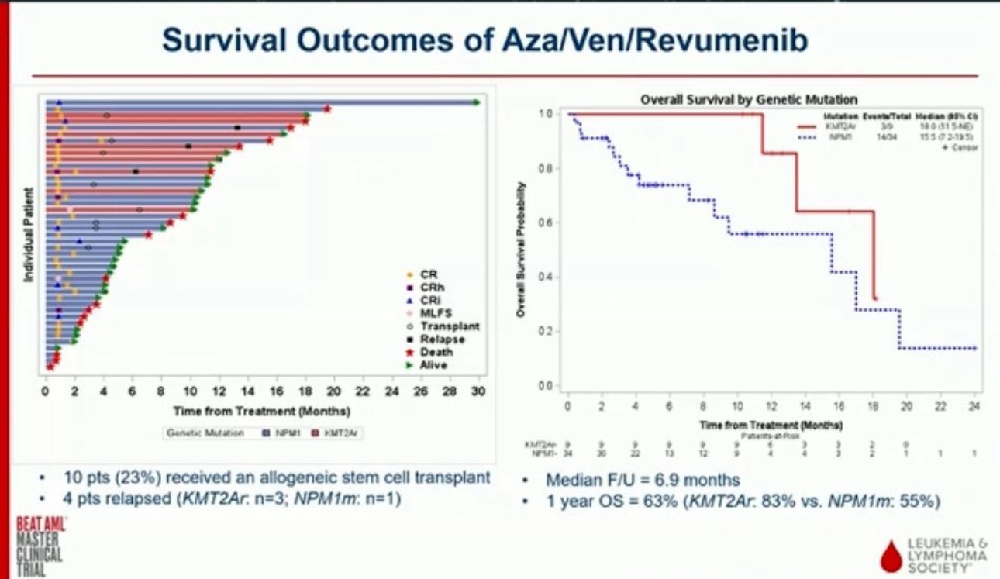 Survival Outcomes of Aza/Ven/Revumenib
Individual Patient
CR
CRh
CRi
MLFS
Transplant
Relapse
Death
Alive
0 2 4 6 8 10 12 14 16 18 20 22 24 26 28 30
Time from Treatment (Months)
Genetic Mutation NPM1 KMT2Ar
Overall Survival by Genetic Mutation
Mutation Events/Total Median (95% CI)
KMT2Ar 3/9 18.0 (11.5-NE)
NPM1 14/34 15.5 (7.2-19.5)
+ Censor
Overall Survival Probability
1.0
0.8
0.6
0.4
0.2
0.0
0 2 4 6 8 10 12 14 16 18 20 22 24
Time from Treatment (Months)
Patients-at-Risk
KMT2Ar- 9 9 9 9 9 9 6 3 3 2 0
NPM1- 34 30 22 13 12 9 4 4 3 2 1 1 1
• 10 pts (23%) received an allogeneic stem cell transplant
• 4 pts relapsed (KMT2Ar: n=3; NPM1m: n=1)
• Median F/U = 6.9 months
• 1 year OS = 63% (KMT2Ar: 83% vs. NPM1m: 55%)
BEAT AML
MASTER
CLINICAL
TRIAL
LEUKEMIA &
LYMPHOMA
SOCIETY